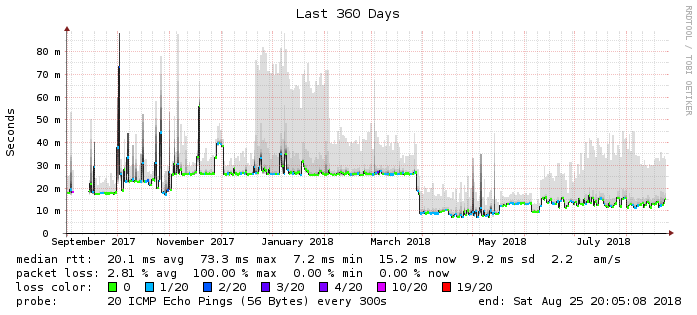 Last 360 Days
RRDTOOL / TOBI OETIKER
Seconds
80 m
70 m
60 m
50 m
40 m
30 m
20 m
10 m
0
September 2017 November 2017 January 2018 March 2018 May 2018 July 2018
median rtt: 20.1 ms avg 73.3 ms max 7.2 ms min 15.2 ms now 9.2 ms sd 2.2 am/s
packet loss: 2.81 % avg 100.00 % max 0.00 % min 0.00 % now
loss color: 0 1/20 2/20 3/20 4/20 10/20 19/20
probe: 20 ICMP Echo Pings (56 Bytes) every 300s end: Sat Aug 25 20:05:08 2018